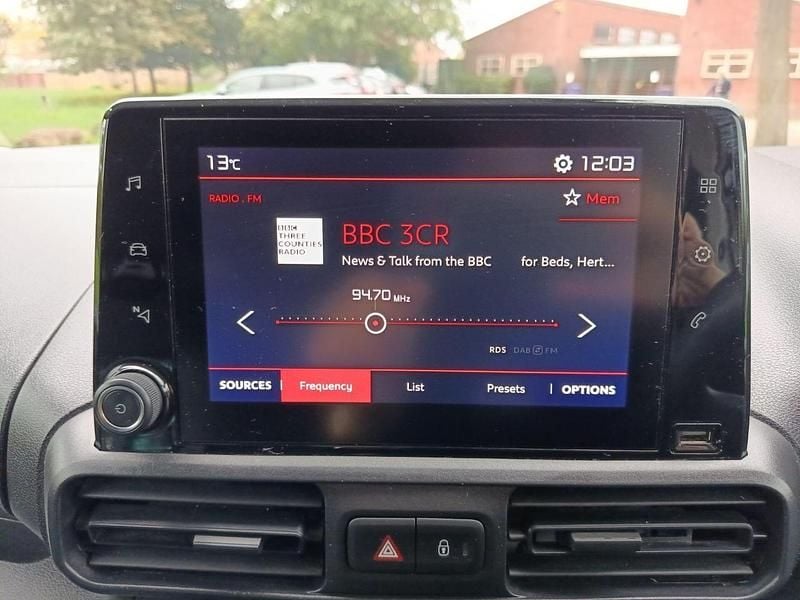 13°C
12:03
RADIO . FM
Mem
BBC
THREE
COUNTIES
RADIO
BBC 3CR
News & Talk from the BBC for Beds, Hert...
94.70 MHz
RDS DAB FM
SOURCES Frequency List Presets OPTIONS
N